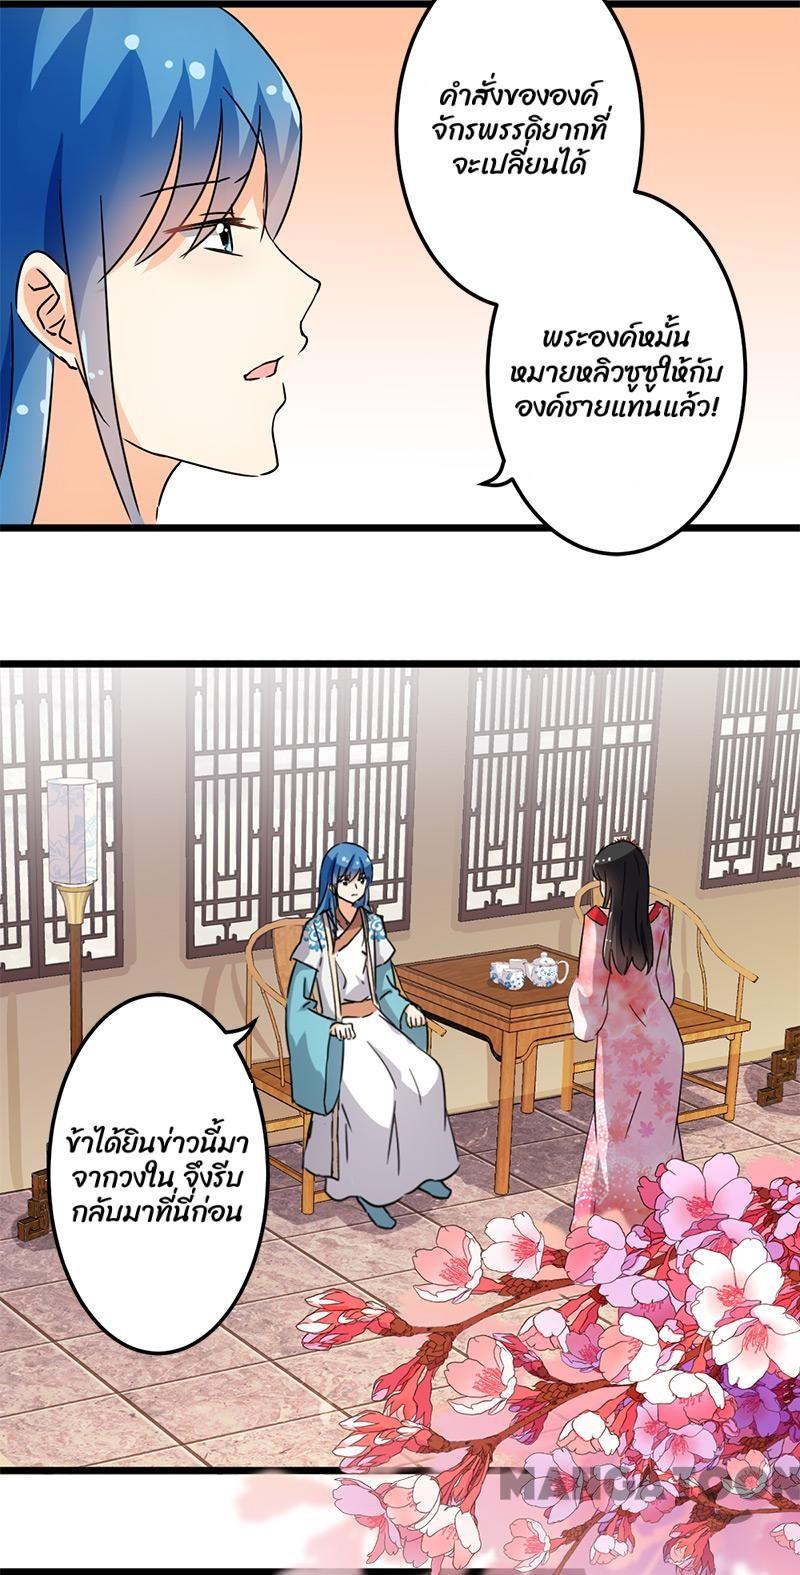 คำสั่งขององค์
จักรพรรดิยากที่
จะเปลี่ยนได้
พระองค์หมั้น
หมายหลิวซูซูให้กับ
องค์ชายแทนแล้ว!
ข้าได้ยินข่าวนี้มา
จากวงใน จึงรีบ
กลับมาที่นี่ก่อน
MANGATOON